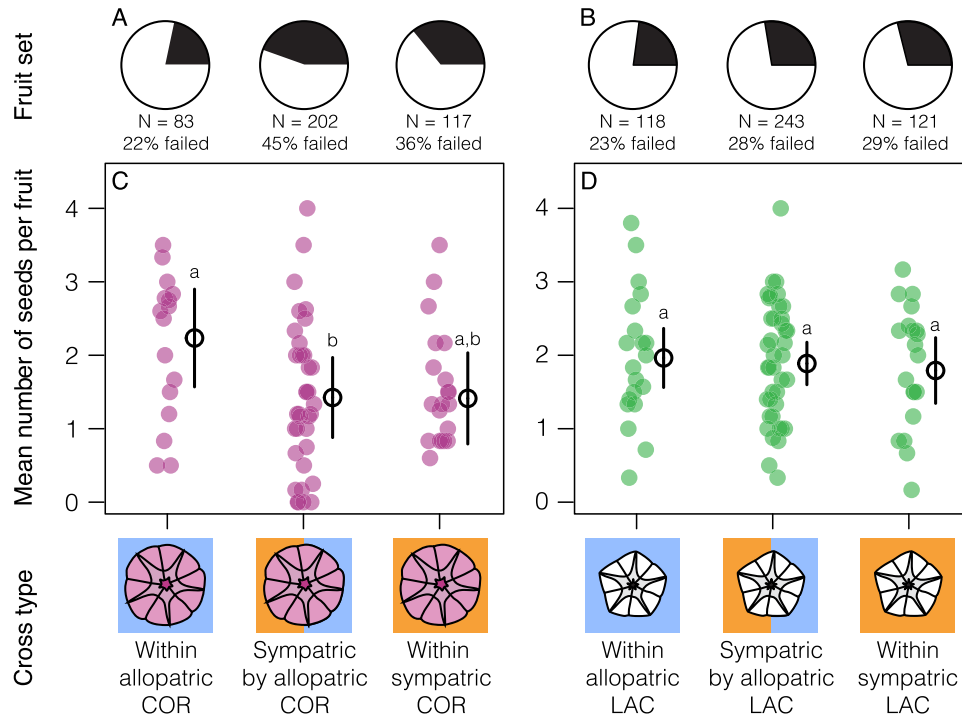 Fruit set
A
N = 83
22% failed
N = 202
45% failed
N = 117
36% failed
B
N = 118
23% failed
N = 243
28% failed
N = 121
29% failed
Mean number of seeds per fruit
C
4
3
2
1
0
a
b
a,b
D
4
3
2
1
0
a
a
a
Cross type
Within
allopatric
COR
Sympatric
by allopatric
COR
Within
sympatric
COR
Within
allopatric
LAC
Sympatric
by allopatric
LAC
Within
sympatric
LAC